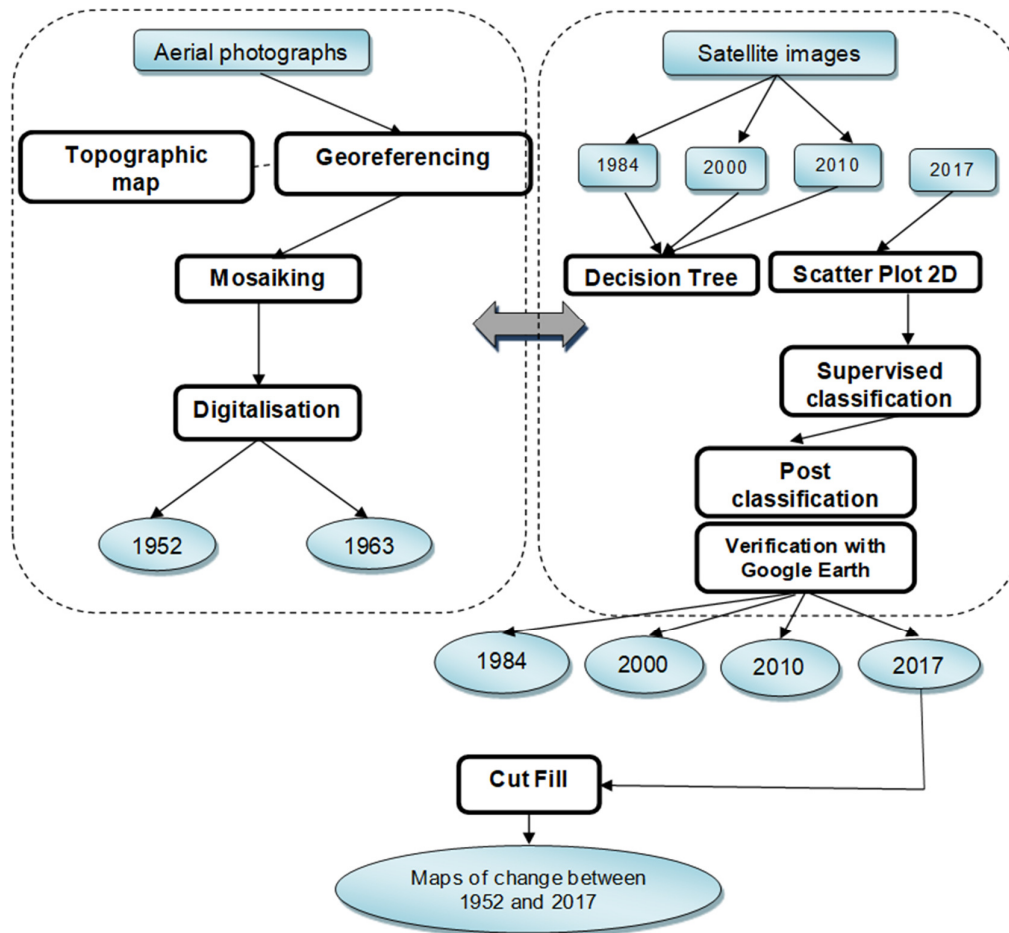 Aerial photographs
Topographic
map
Georeferencing
Mosaiking
Digitalisation
1952
1963
Satellite images
1984
2000
2010
2017
Decision Tree
Scatter Plot 2D
Supervised
classification
Post
classification
Verification with
Google Earth
1984
2000
2010
2017
Cut Fill
Maps of change between
1952 and 2017